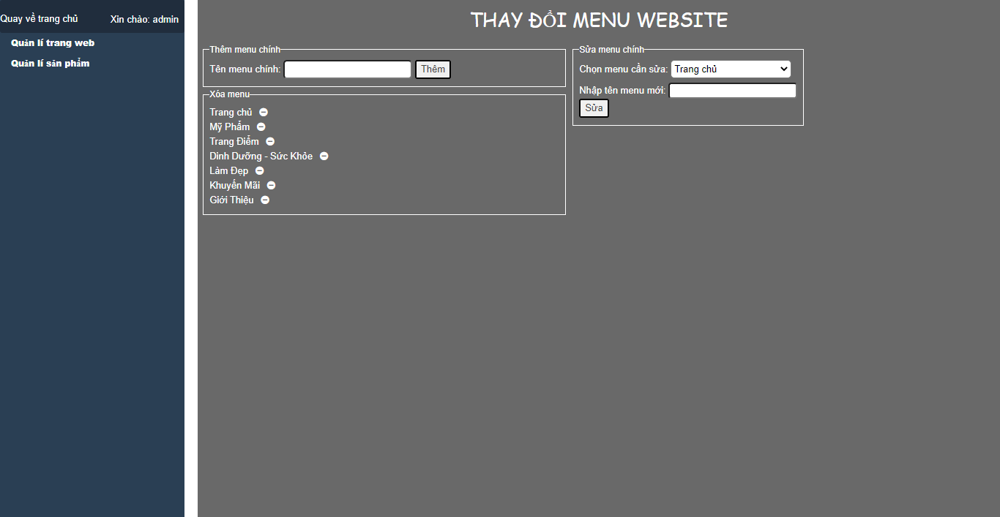 Quay về trang chủ
Xin chào: admin
Quản lí trang web
Quản lí sản phẩm
THAY ĐỔI MENU WEBSITE
Thêm menu chính
Tên menu chính:
Thêm
Xóa menu
Trang chủ
Mỹ Phẩm
Trang Điểm
Dinh Dưỡng - Sức Khỏe
Làm Đẹp
Khuyến Mãi
Giới Thiệu
Sửa menu chính
Chọn menu cần sửa: Trang chủ
Nhập tên menu mới:
Sửa